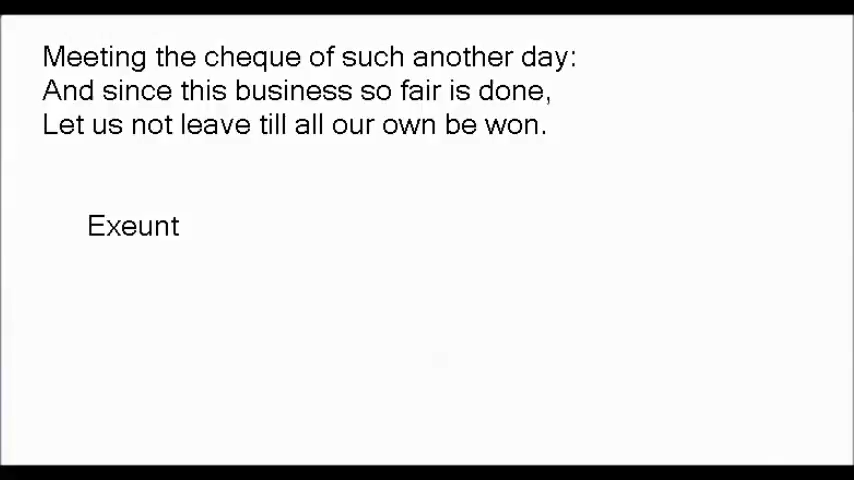 Meeting the cheque of such another day:
And since this business so fair is done,
Let us not leave till all our own be won.
Exeunt